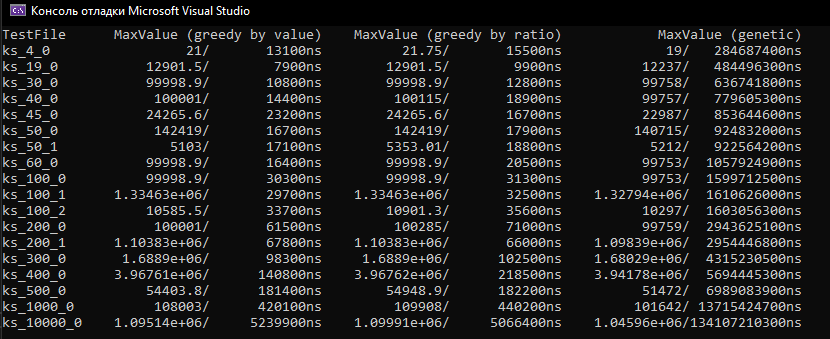 Консоль отладки Microsoft Visual Studio
TestFile MaxValue (greedy by value) MaxValue (greedy by ratio) MaxValue (genetic)
ks_4_0 21/ 13100ns 21.75/ 15500ns 19/ 284687400ns
ks_19_0 12901.5/ 7900ns 12901.5/ 9900ns 12237/ 484496300ns
ks_30_0 99998.9/ 10800ns 99998.9/ 12800ns 99758/ 636741800ns
ks_40_0 100001/ 14400ns 100115/ 18900ns 99757/ 779605300ns
ks_45_0 24265.6/ 23200ns 24265.6/ 16700ns 22987/ 853644600ns
ks_50_0 142419/ 16700ns 142419/ 17900ns 140715/ 924832000ns
ks_50_1 5103/ 17100ns 5353.01/ 18800ns 5212/ 922564200ns
ks_60_0 99998.9/ 16400ns 99998.9/ 20500ns 99753/ 1057924900ns
ks_100_0 99998.9/ 30300ns 99998.9/ 31300ns 99753/ 1599712500ns
ks_100_1 1.33463e+06/ 29700ns 1.33463e+06/ 32500ns 1.32794e+06/ 1610626000ns
ks_100_2 10585.5/ 33700ns 10901.3/ 35600ns 10297/ 1603056300ns
ks_200_0 100001/ 61500ns 100285/ 71000ns 99759/ 2943625100ns
ks_200_1 1.10383e+06/ 67800ns 1.10383e+06/ 66000ns 1.09839e+06/ 2954446800ns
ks_300_0 1.6889e+06/ 98300ns 1.6889e+06/ 102500ns 1.68029e+06/ 4315230500ns
ks_400_0 3.96761e+06/ 140800ns 3.96762e+06/ 218500ns 3.94178e+06/ 5694445300ns
ks_500_0 54403.8/ 181400ns 54948.9/ 182200ns 51472/ 6989083900ns
ks_1000_0 108003/ 420100ns 109908/ 440200ns 101642/ 13715424700ns
ks_10000_0 1.09514e+06/ 5239900ns 1.09991e+06/ 5066400ns 1.04596e+06/134107210300ns